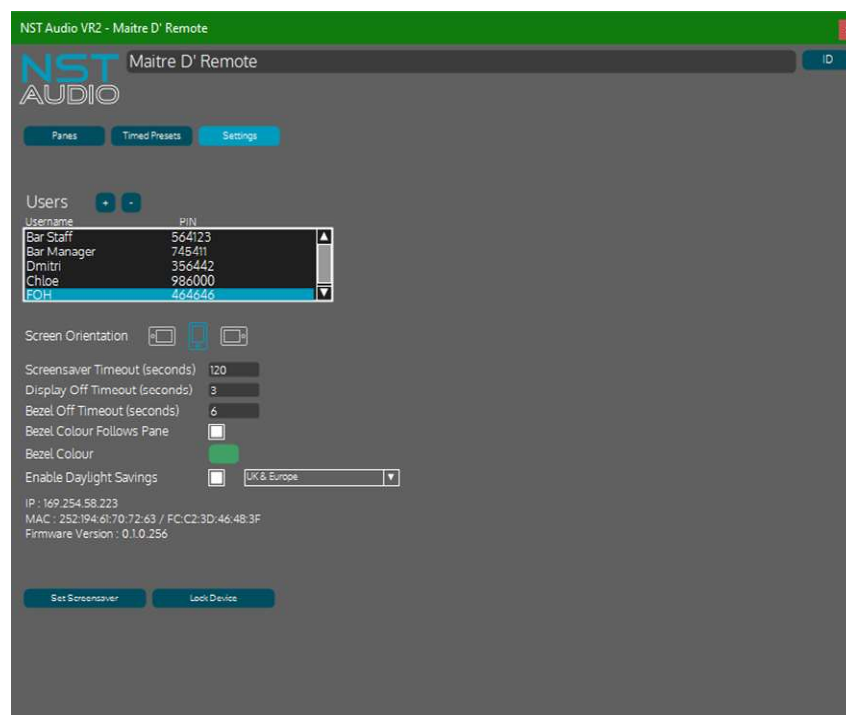 NST Audio VR2 - Maitre D' Remote
NST
AUDIO
Maitre D' Remote
ID
Panes Timed Presets Settings
Users + -
Username PIN
Bar Staff 564123
Bar Manager 745411
Dmitri 356442
Chloe 986000
FOH 464646
Screen Orientation
Screensaver Timeout (seconds) 120
Display Off Timeout (seconds) 3
Bezel Off Timeout (seconds) 6
Bezel Colour Follows Pane
Bezel Colour
Enable Daylight Savings UK & Europe
IP : 169.254.58.223
MAC : 252:194:61:70:72:63 / FC:C2:3D:46:48:3F
Firmware Version : 0.1.0.256
Set Screensaver Lock Device